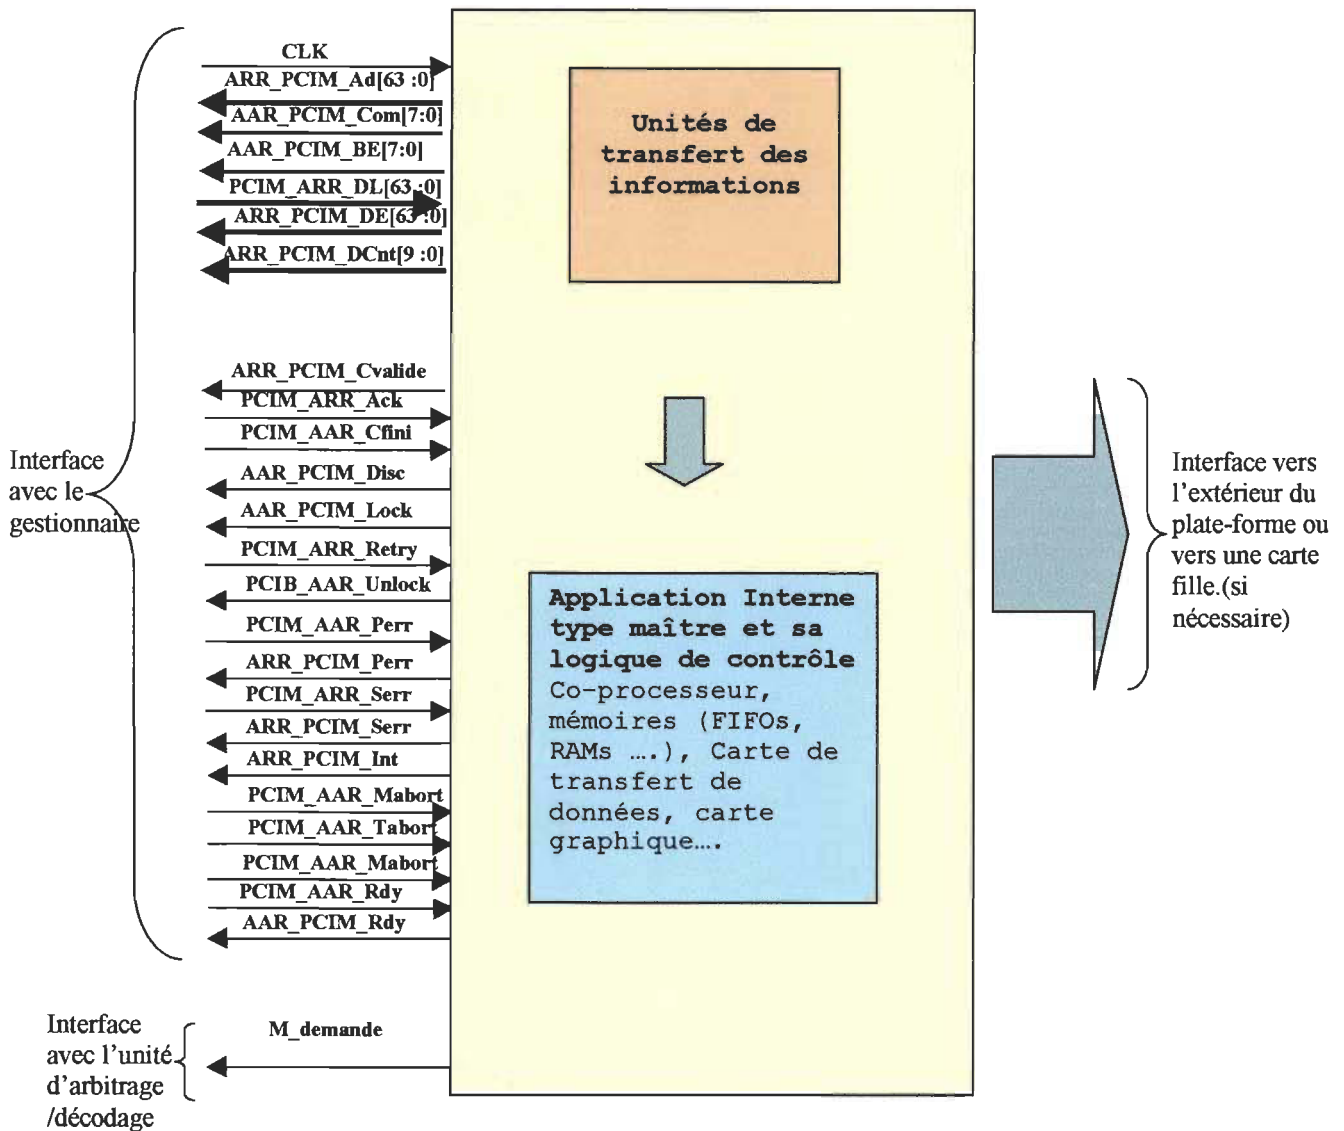 CLK
ARR_PCIM_Ad[63 :0]
AAR_PCIM_Com[7:0]
AAR_PCIM_BE[7:0]
PCIM_ARR_DL[63 :0]
ARR_PCIM_DE[63 :0]
ARR_PCIM_DCnt[9 :0]
ARR_PCIM_Cvalide
PCIM_ARR_Ack
PCIM_AAR_Cfini
AAR_PCIM_Disc
AAR_PCIM_Lock
PCIM_ARR_Retry
PCIB_AAR_Unlock
PCIM_AAR_Perr
ARR_PCIM_Perr
PCIM_ARR_Serr
ARR_PCIM_Serr
ARR_PCIM_Int
PCIM_AAR_Mabort
PCIM_AAR_Tabort
PCIM_AAR_Mabort
PCIM_AAR_Rdy
AAR_PCIM_Rdy
Interface
avec le
gestionnaire
M_demande
Interface
avec l'unité
d'arbitrage
/décodage
Unités de
transfert des
informations
Application Interne
type maître et sa
logique de contrôle
Co-processeur,
mémoires (FIFOs,
RAMs ….), Carte de
transfert de
données, carte
graphique….
Interface vers
l'extérieur du
plate-forme ou
vers une carte
fille.(si
nécessaire)